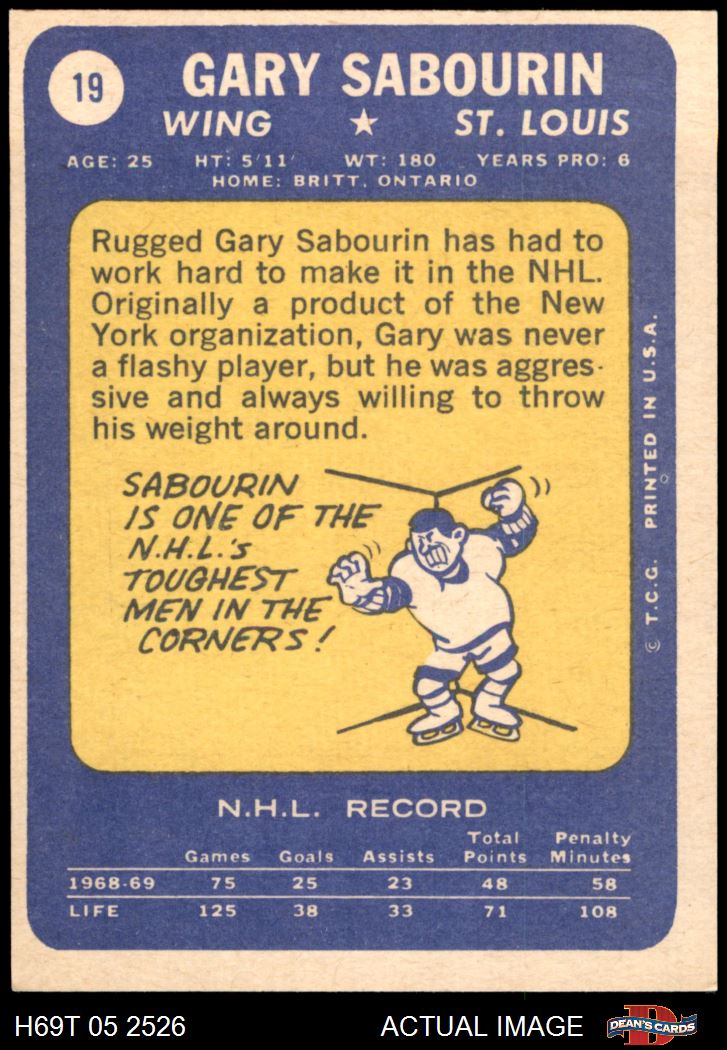 19
GARY SABOURIN
WING ★ ST. LOUIS
AGE: 25 HT: 5'11' WT: 180 YEARS PRO: 6
HOME: BRITT, ONTARIO
Rugged Gary Sabourin has had to
work hard to make it in the NHL.
Originally a product of the New
York organization, Gary was never
a flashy player, but he was aggres-
sive and always willing to throw
his weight around.
SABOURIN
IS ONE OF THE
N.H.L.'s
TOUGHEST
MEN IN THE
CORNERS!
© T.C.G. PRINTED IN U.S.A.
N.H.L. RECORD
Games Goals Assists Total Points Penalty Minutes
1968-69 75 25 23 48 58
LIFE 125 38 33 71 108
H69T 05 2526 ACTUAL IMAGE
D
DEAN'S CARDS